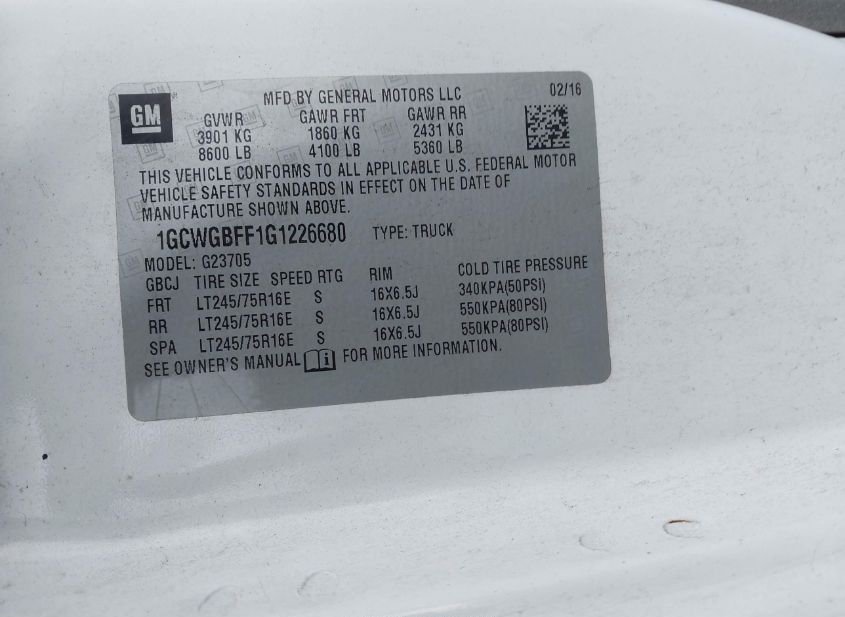 GM
MFD BY GENERAL MOTORS LLC 02/16
GVWR GAWR FRT GAWR RR
3901 KG 1860 KG 2431 KG
8600 LB 4100 LB 5360 LB
THIS VEHICLE CONFORMS TO ALL APPLICABLE U.S. FEDERAL MOTOR
VEHICLE SAFETY STANDARDS IN EFFECT ON THE DATE OF
MANUFACTURE SHOWN ABOVE.
1GCWGBFF1G1226680 TYPE: TRUCK
MODEL: G23705
GBCJ TIRE SIZE SPEED RTG RIM COLD TIRE PRESSURE
FRT LT245/75R16E S 16X6.5J 340KPA(50PSI)
RR LT245/75R16E S 16X6.5J 550KPA(80PSI)
SPA LT245/75R16E S 16X6.5J 550KPA(80PSI)
SEE OWNER'S MANUAL i FOR MORE INFORMATION.